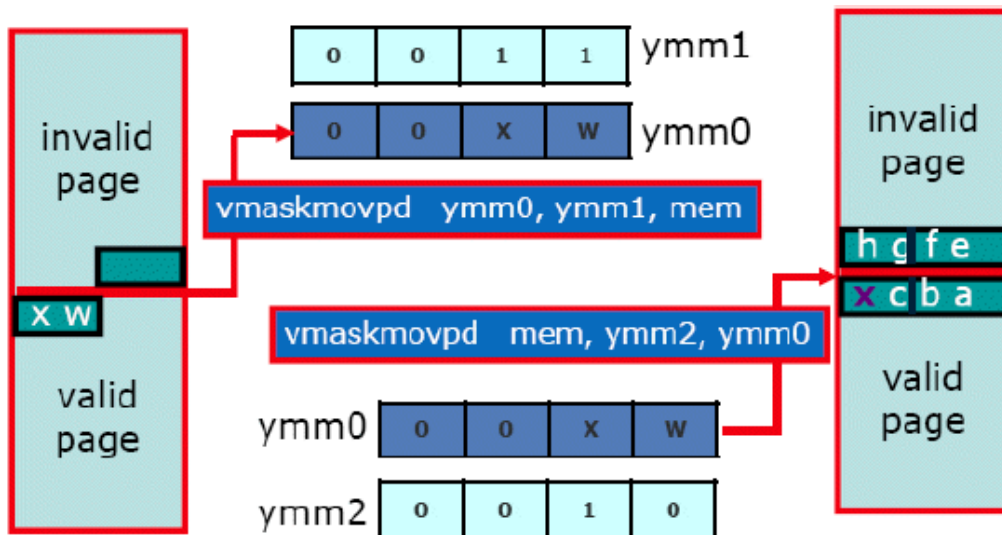 0 0 1 1 ymm1
invalid
page
0 0 X W ymm0
invalid
page
vmaskmovpd ymm0, ymm1, mem
h g f e
x w
x c b a
vmaskmovpd mem, ymm2, ymm0
valid
page
valid
page
ymm0 0 0 X W
ymm2 0 0 1 0